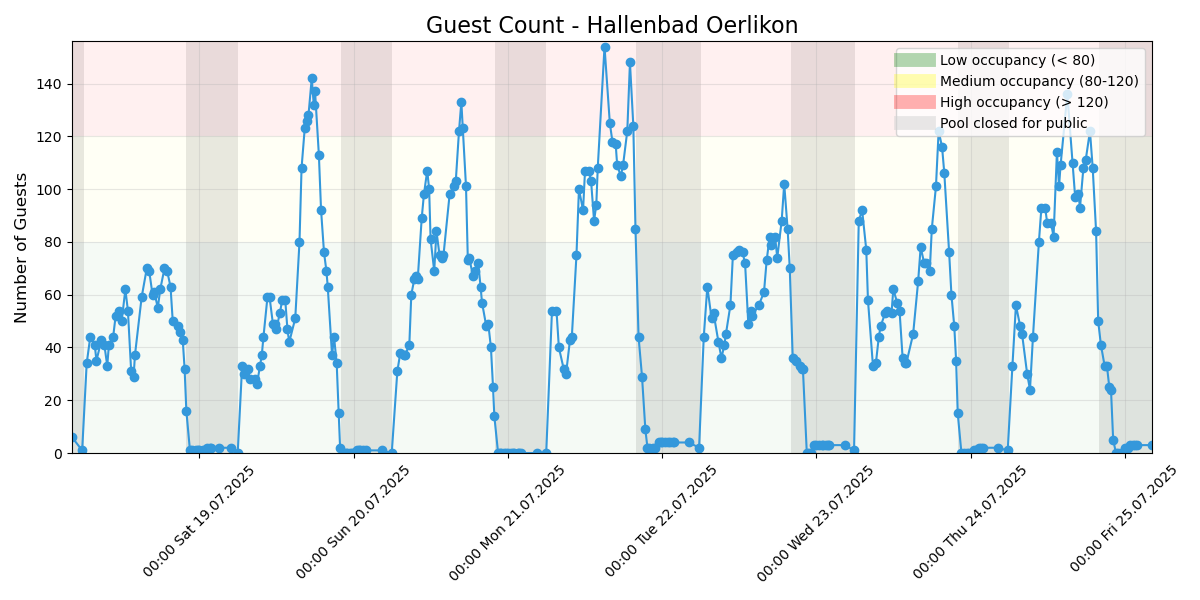 Guest Count - Hallenbad Oerlikon
Low occupancy (< 80)
Medium occupancy (80-120)
High occupancy (> 120)
Pool closed for public
Number of Guests
140
120
100
80
60
40
20
0
00:00 Sat 19.07.2025
00:00 Sun 20.07.2025
00:00 Mon 21.07.2025
00:00 Tue 22.07.2025
00:00 Wed 23.07.2025
00:00 Thu 24.07.2025
00:00 Fri 25.07.2025